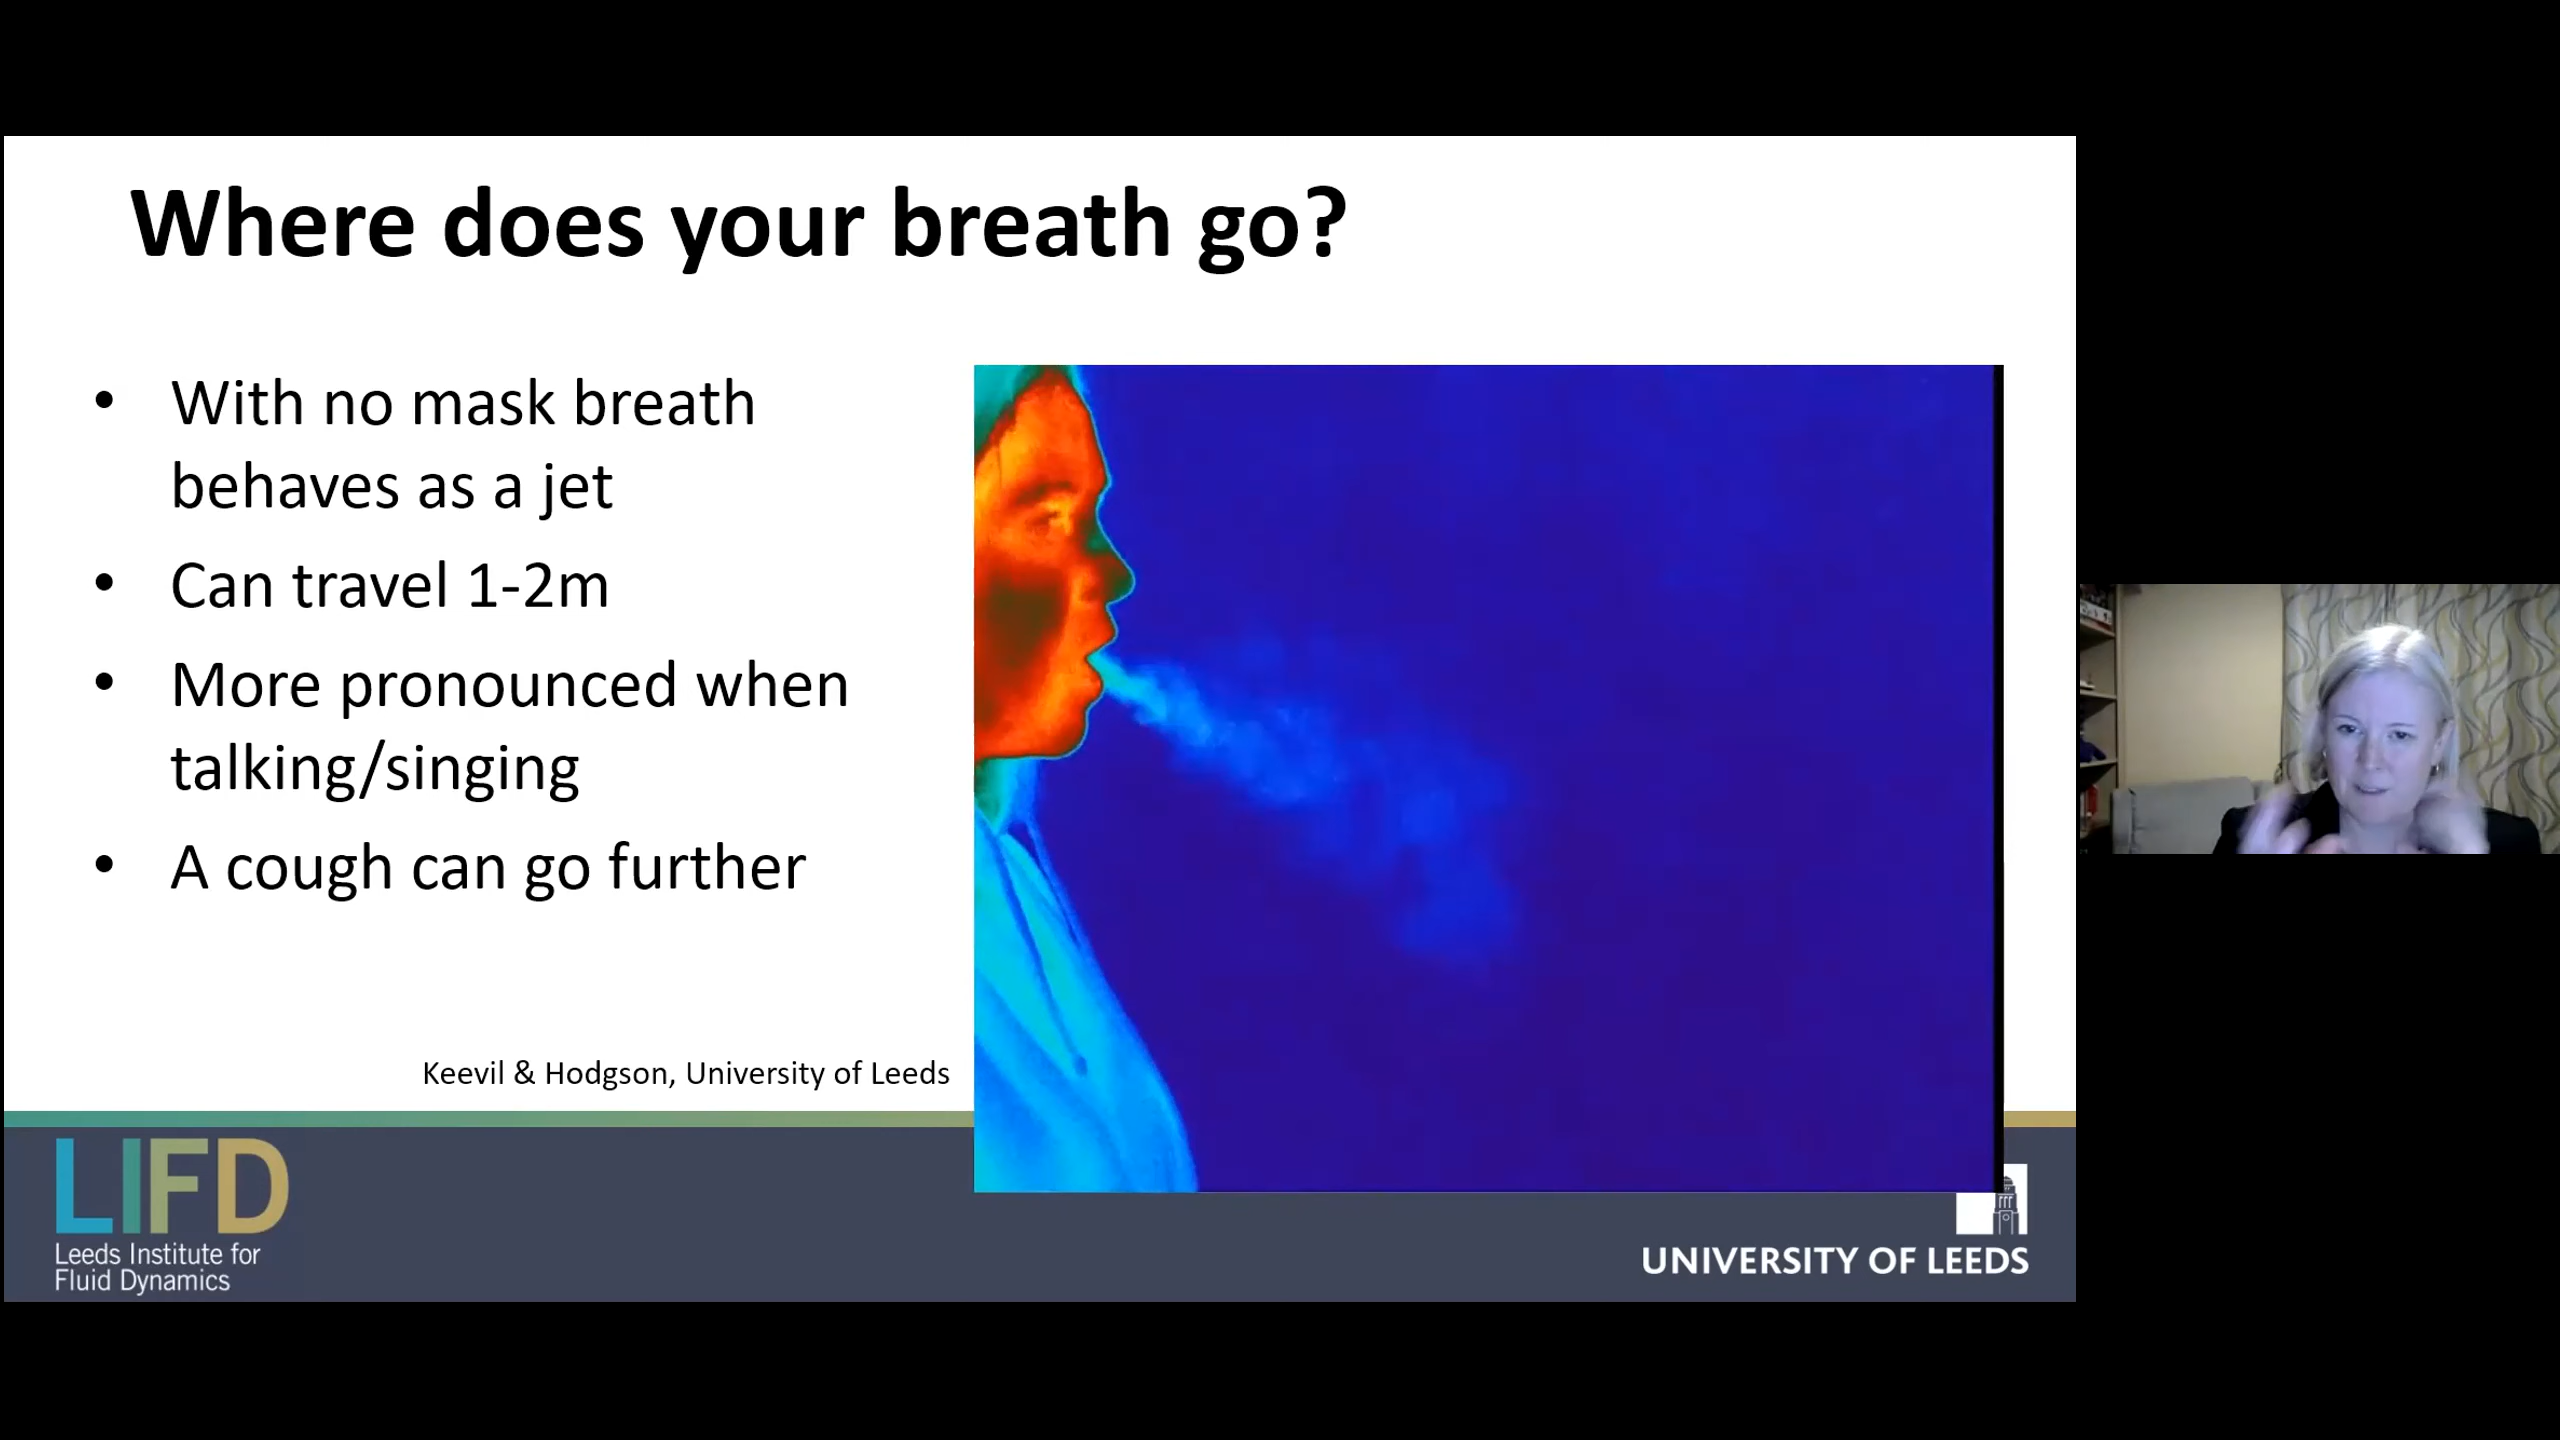 Where does your breath go?
• With no mask breath
behaves as a jet
• Can travel 1-2m
• More pronounced when
talking/singing
• A cough can go further
Keevil & Hodgson, University of Leeds
LIFD
Leeds Institute for
Fluid Dynamics
UNIVERSITY OF LEEDS